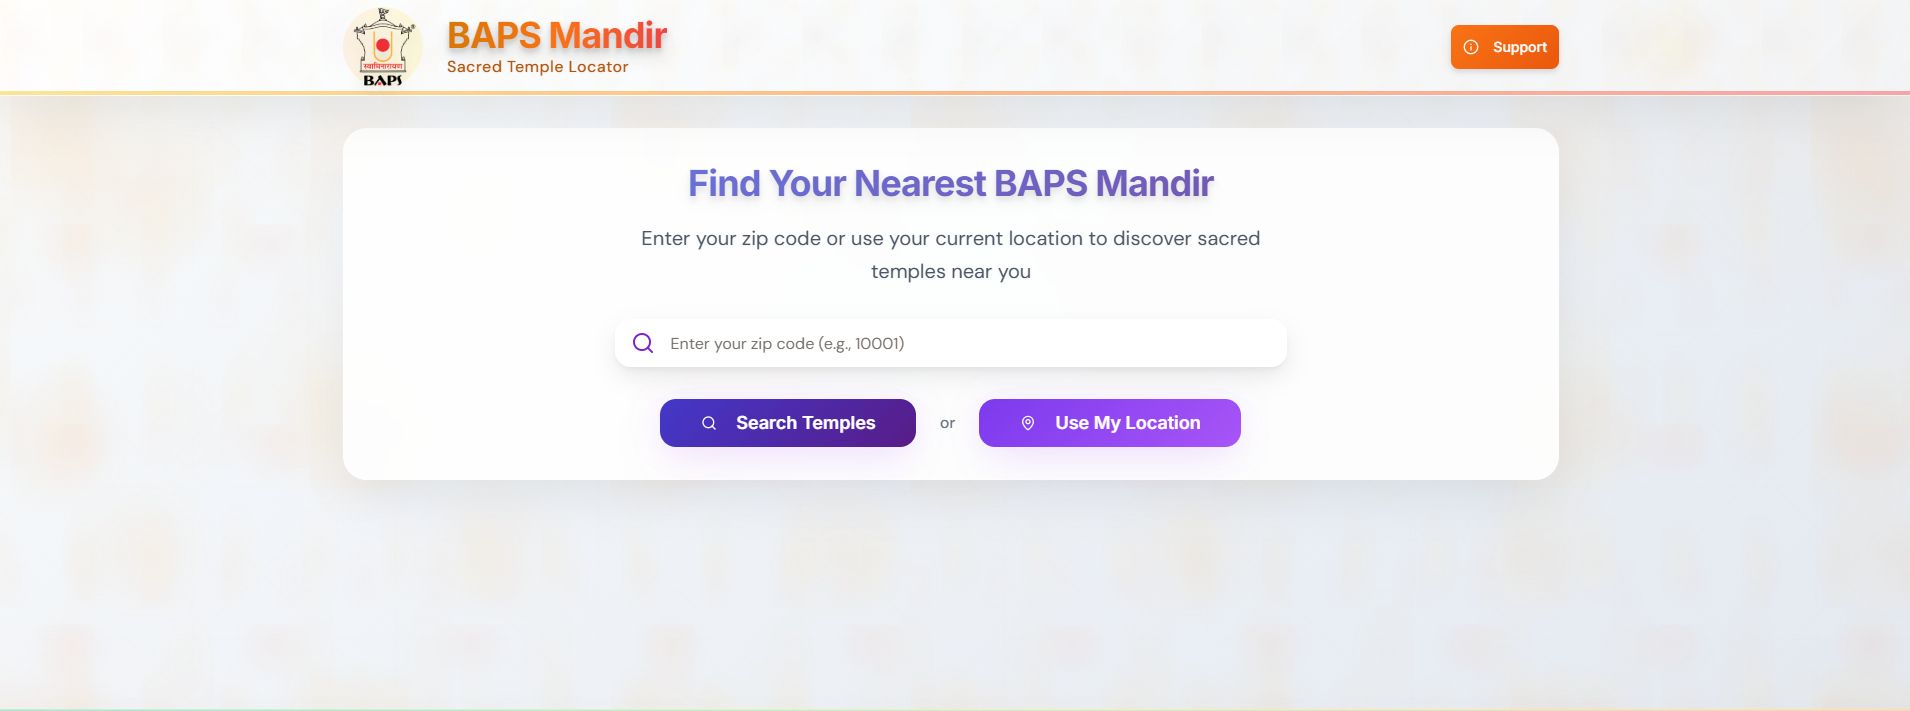 स्वामिनारायण
BAPS
BAPS Mandir
Sacred Temple Locator
Support
Find Your Nearest BAPS Mandir
Enter your zip code or use your current location to discover sacred
temples near you
Enter your zip code (e.g., 10001)
Search Temples
or
Use My Location